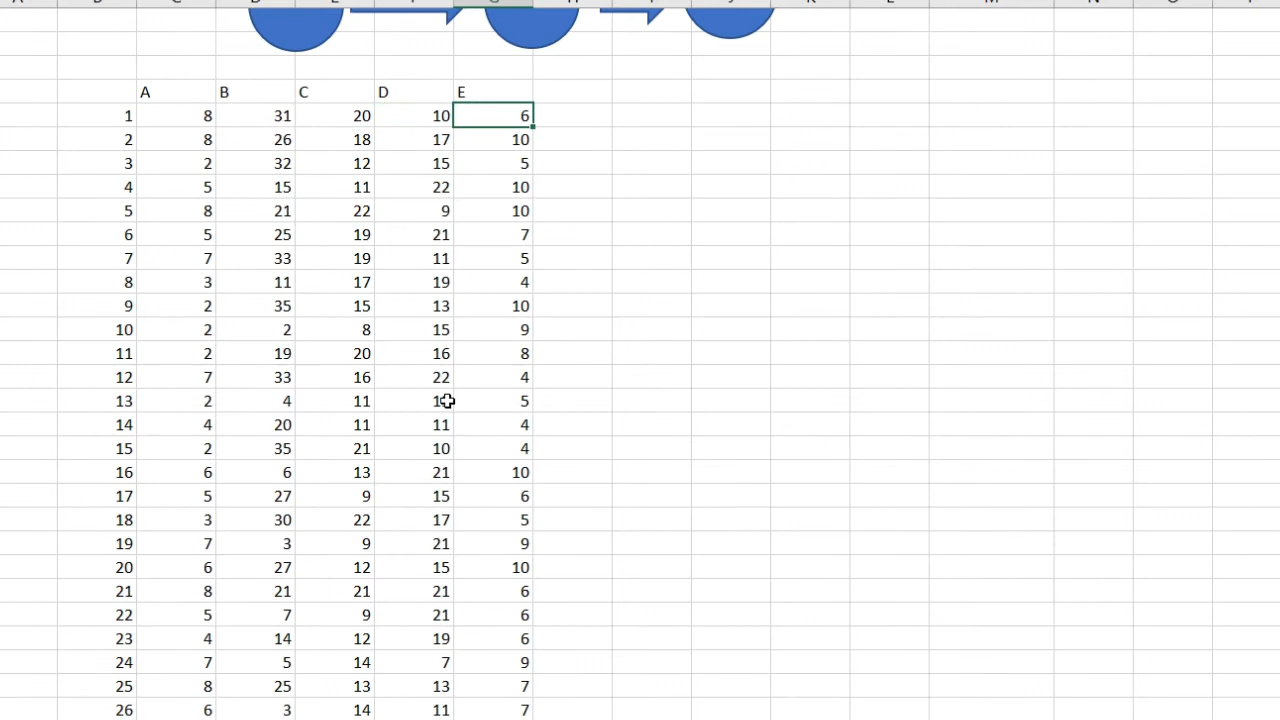 A B C D E
1 8 31 20 10 6
2 8 26 18 17 10
3 2 32 12 15 5
4 5 15 11 22 10
5 8 21 22 9 10
6 5 25 19 21 7
7 7 33 19 11 5
8 3 11 17 19 4
9 2 35 15 13 10
10 2 2 8 15 9
11 2 19 20 16 8
12 7 33 16 22 4
13 2 4 11 5
14 4 20 11 11 4
15 2 35 21 10 4
16 6 6 13 21 10
17 5 27 9 15 6
18 3 30 22 17 5
19 7 3 9 21 9
20 6 27 12 15 10
21 8 21 21 21 6
22 5 7 9 21 6
23 4 14 12 19 6
24 7 5 14 7 9
25 8 25 13 13 7
26 6 3 14 11 7